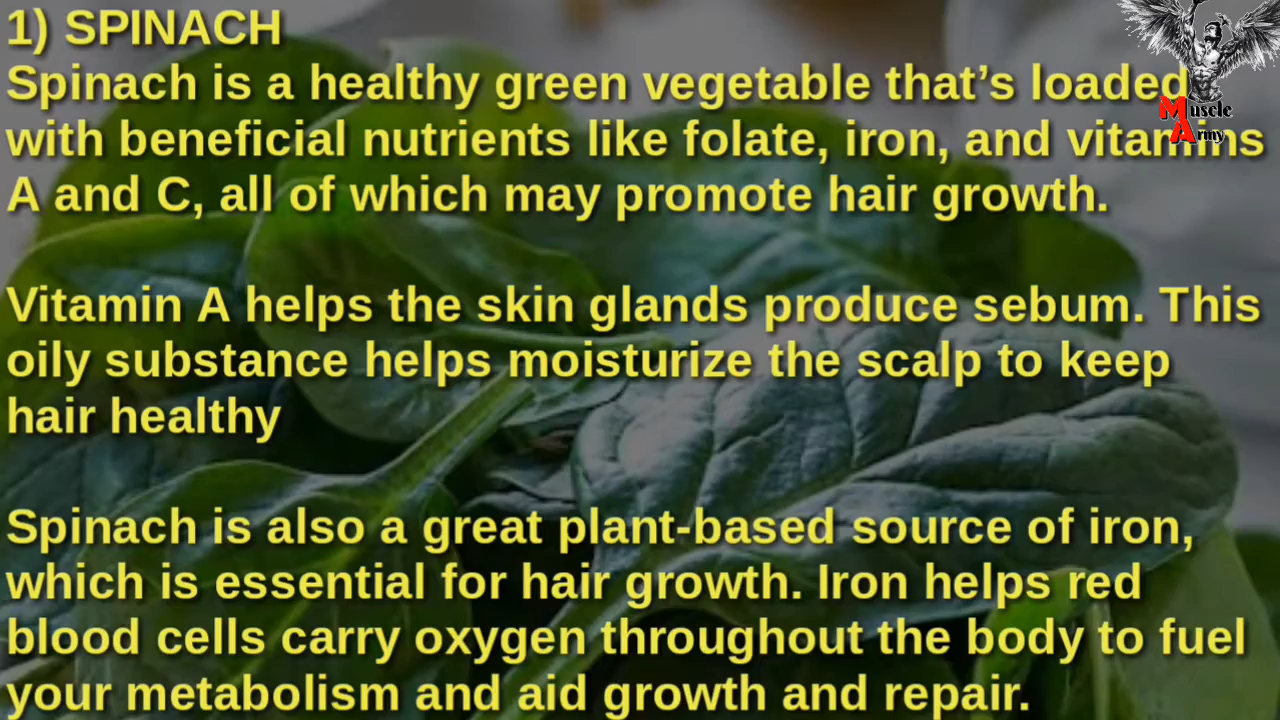 1) SPINACH
Spinach is a healthy green vegetable that’s loaded
with beneficial nutrients like folate, iron, and vitamins
A and C, all of which may promote hair growth.
Vitamin A helps the skin glands produce sebum. This
oily substance helps moisturize the scalp to keep
hair healthy
Spinach is also a great plant-based source of iron,
which is essential for hair growth. Iron helps red
blood cells carry oxygen throughout the body to fuel
your metabolism and aid growth and repair.
Muscle
Army